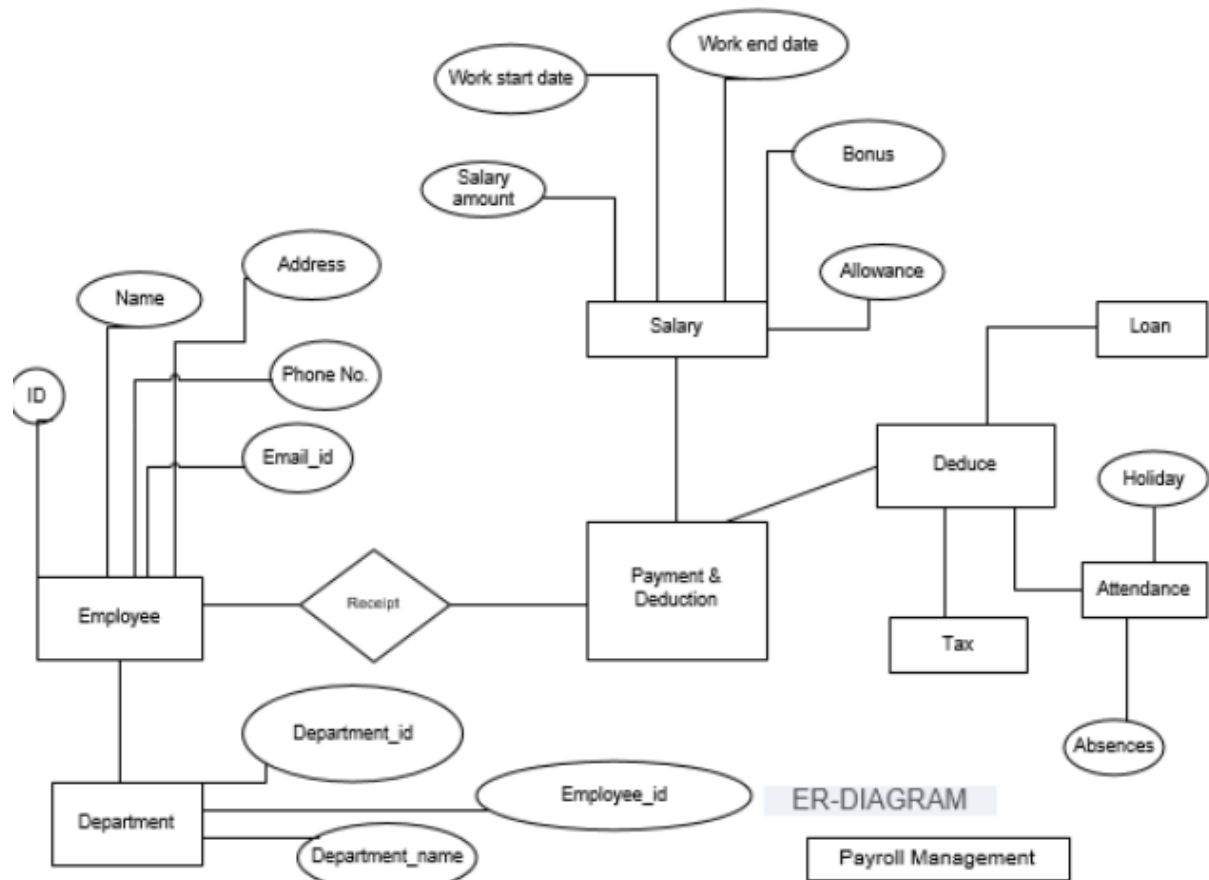 Work end date
Work start date
Bonus
Salary
amount
Address
Allowance
Name
Salary
Loan
Phone No.
ID
Email_id
Deduce
Holiday
Payment &
Deduction
Attendance
Receipt
Employee
Tax
Department_id
Absences
Employee_id
ER-DIAGRAM
Department
Department_name
Payroll Management